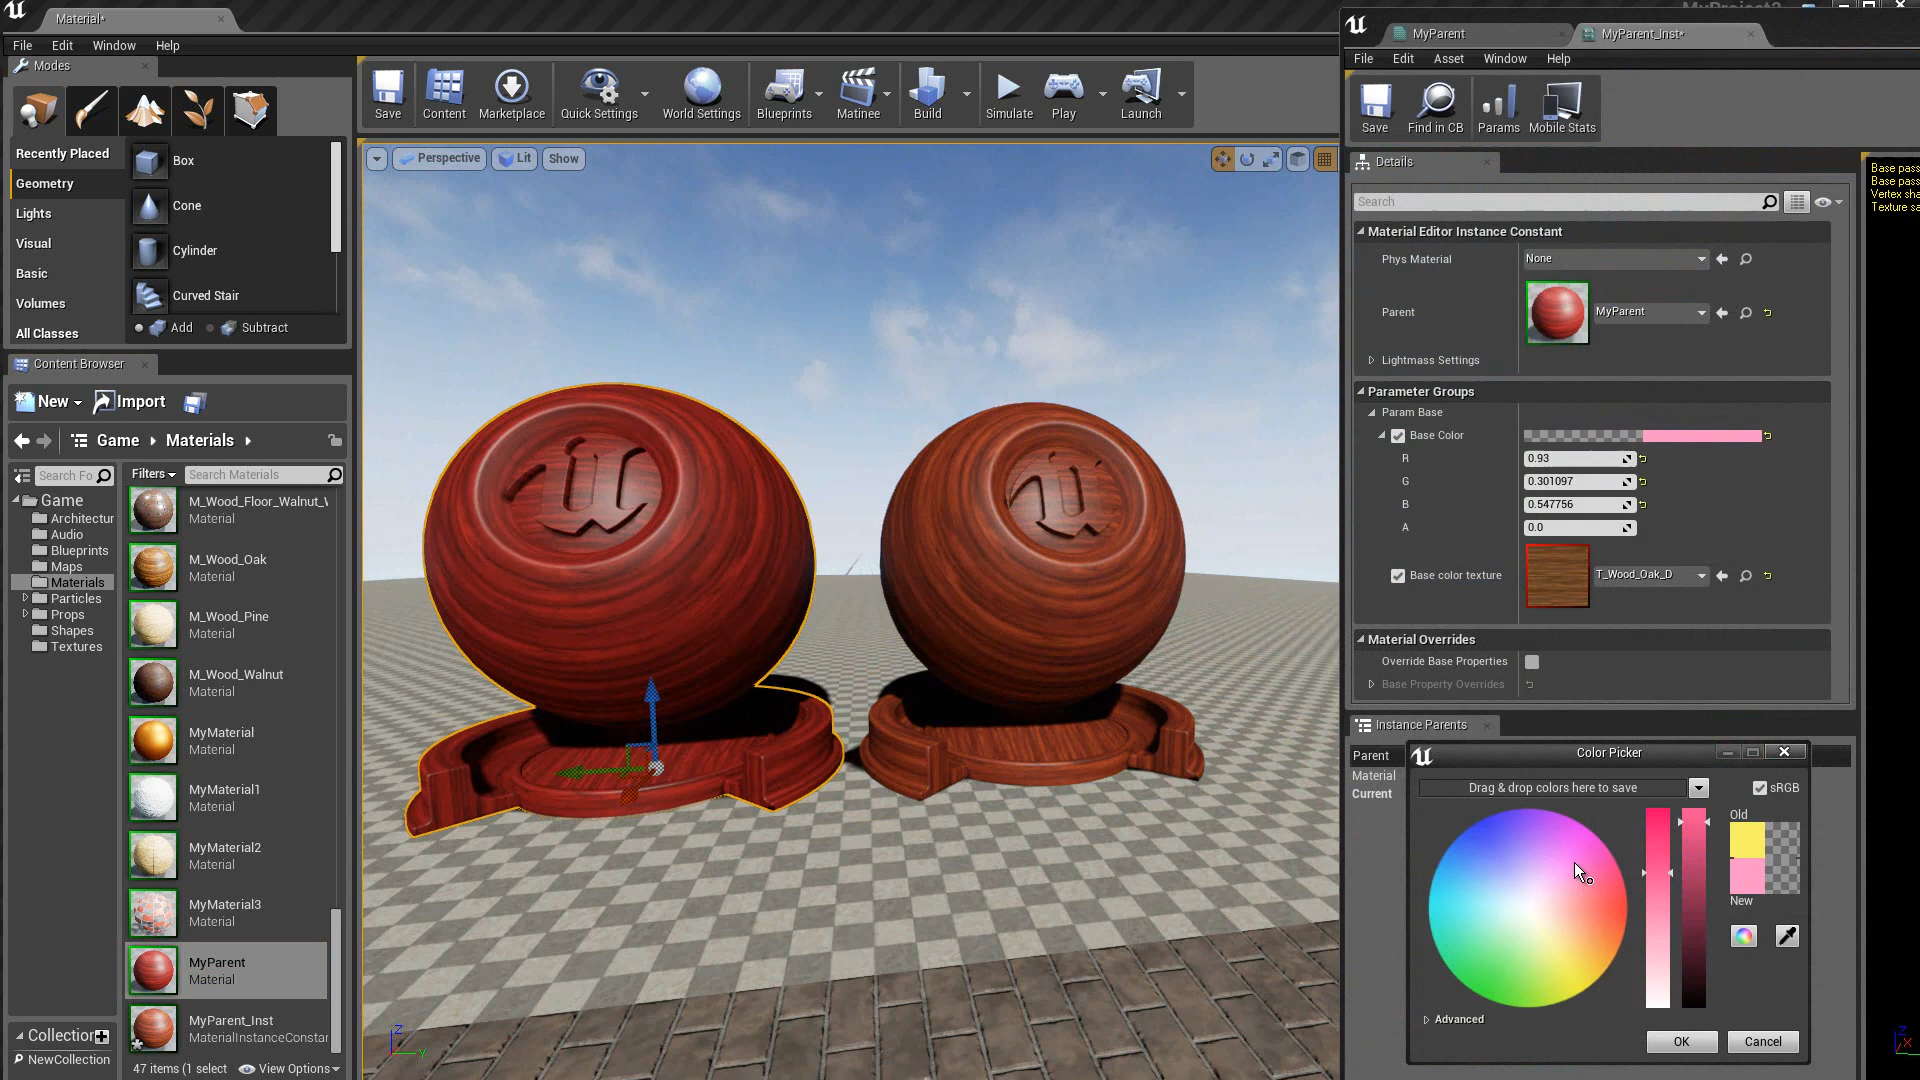 Material*
MyProject2
File Edit Window Help
Modes
Recently Placed
Geometry
Lights
Visual
Basic
Volumes
All Classes
Box
Cone
Cylinder
Curved Stair
Add Subtract
Content Browser
New Import
Game Materials
Search Fo
Filters Search Materials
Game
Architectur
Audio
Blueprints
Maps
Materials
Particles
Props
Shapes
Textures
M_Wood_Floor_Walnut_
Material
M_Wood_Oak
Material
M_Wood_Pine
Material
M_Wood_Walnut
Material
MyMaterial
Material
MyMaterial1
Material
MyMaterial2
Material
MyMaterial3
Material
MyParent
Material
MyParent_Inst
MaterialInstanceConstar
Collection
NewCollection
47 items (1 select View Options
Save Content Marketplace Quick Settings World Settings Blueprints Matinee Build Simulate Play Launch
Perspective Lit Show
Z
Y
MyParent MyParent_Inst*
File Edit Asset Window Help
Save Find in CB Params Mobile Stats
Details
Search
Material Editor Instance Constant
Phys Material None
Parent MyParent
Lightmass Settings
Parameter Groups
Param Base
Base Color
R 0.93
G 0.301097
B 0.547756
A 0.0
Base color texture T_Wood_Oak_D
Material Overrides
Override Base Properties
Base Property Overrides
Instance Parents
Parent
Material
Current
Color Picker
Drag & drop colors here to save sRGB
Old
New
Advanced
OK Cancel
Base pass
Base pass
Vertex sha
Texture sa
Z
X